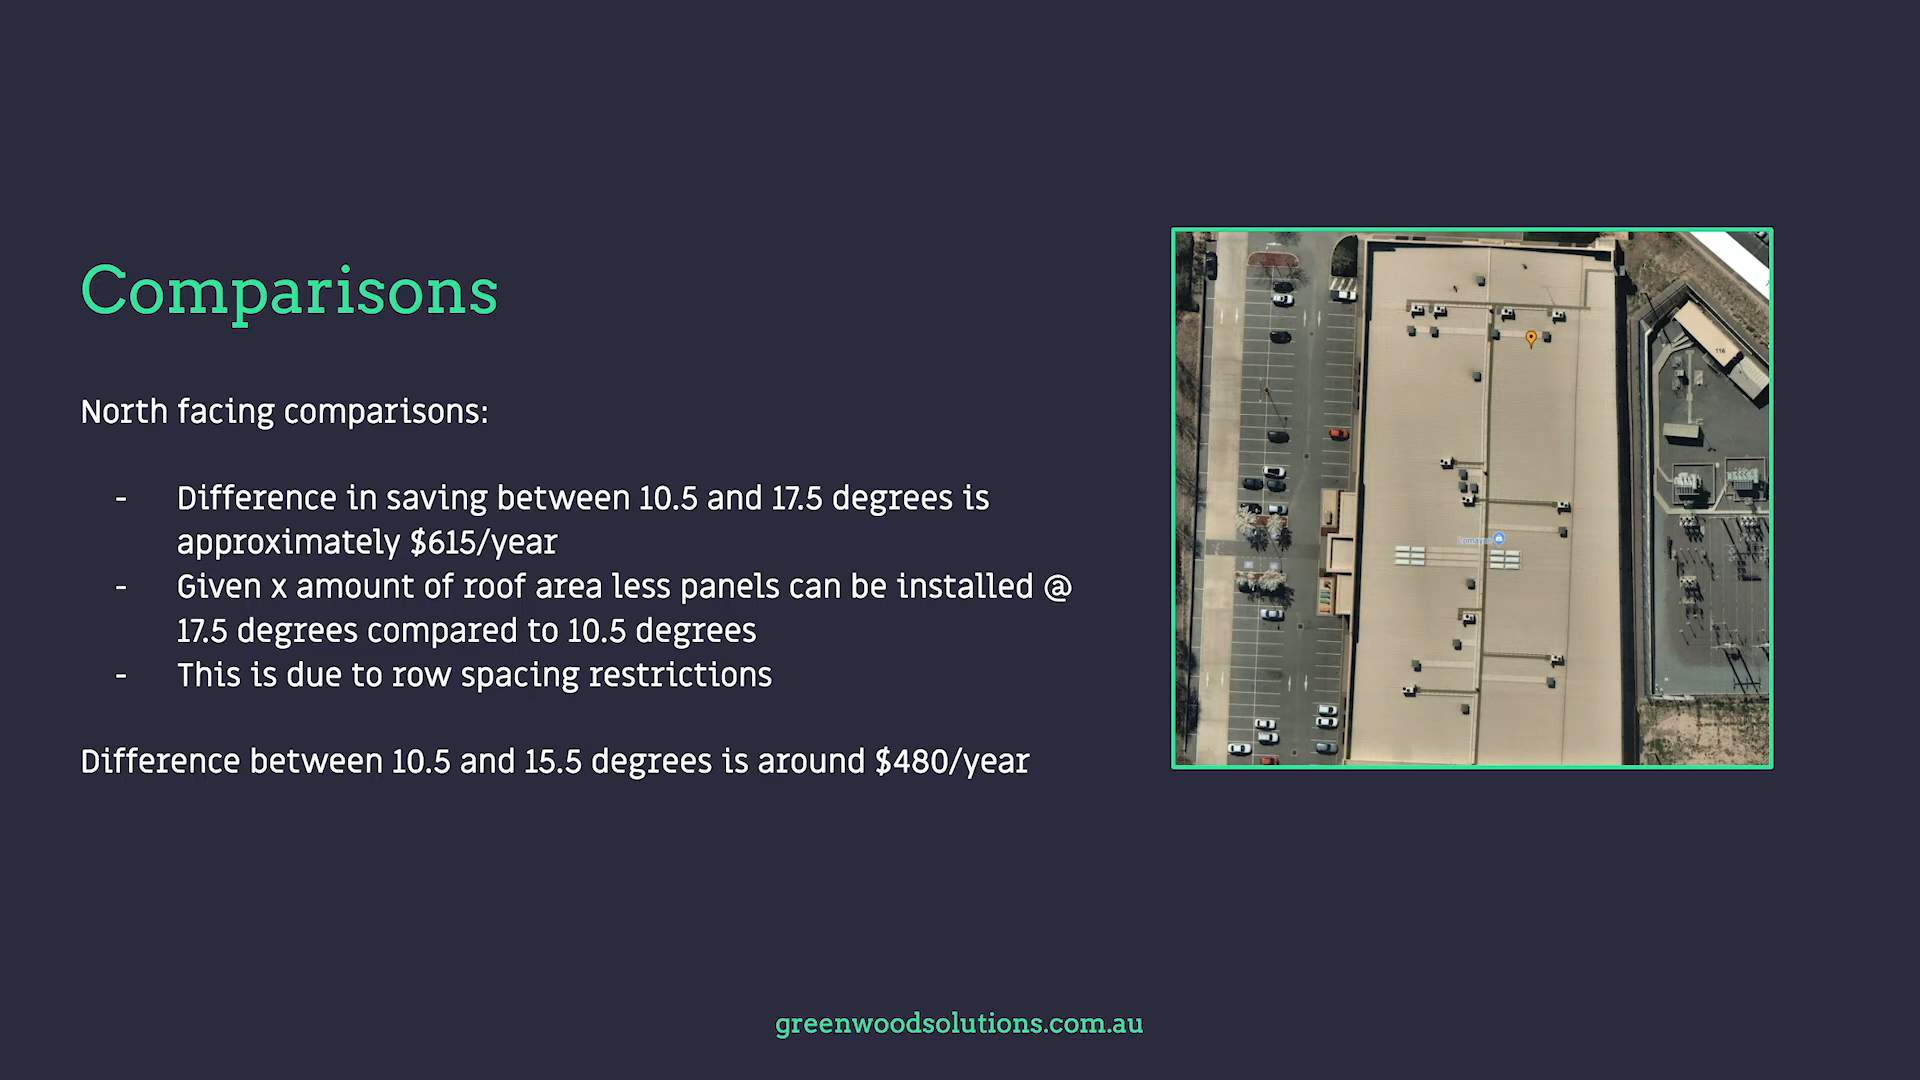 Comparisons
North facing comparisons:
- Difference in saving between 10.5 and 17.5 degrees is
approximately $615/year
- Given x amount of roof area less panels can be installed @
17.5 degrees compared to 10.5 degrees
- This is due to row spacing restrictions
Difference between 10.5 and 15.5 degrees is around $480/year
116
greenwoodsolutions.com.au